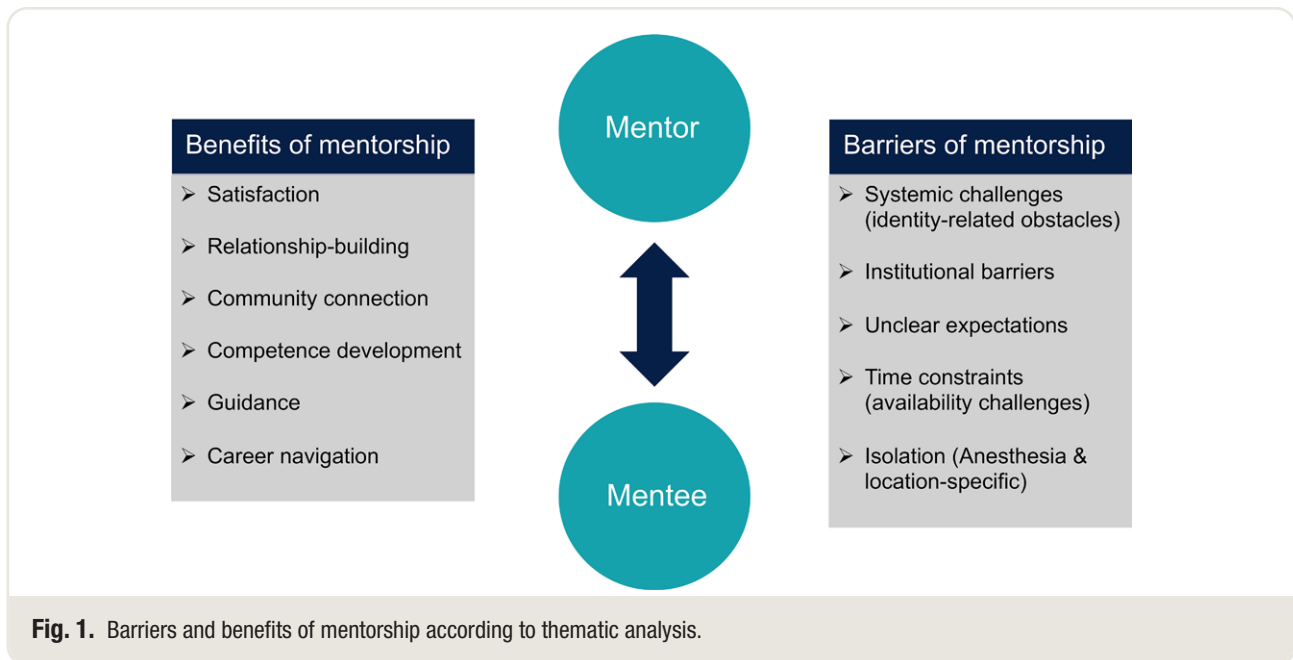 Benefits of mentorship
➢ Satisfaction
➢ Relationship-building
➢ Community connection
➢ Competence development
➢ Guidance
➢ Career navigation
Mentor
Mentee
Barriers of mentorship
➢ Systemic challenges
(identity-related obstacles)
➢ Institutional barriers
➢ Unclear expectations
➢ Time constraints
(availability challenges)
➢ Isolation (Anesthesia &
location-specific)
Fig. 1. Barriers and benefits of mentorship according to thematic analysis.